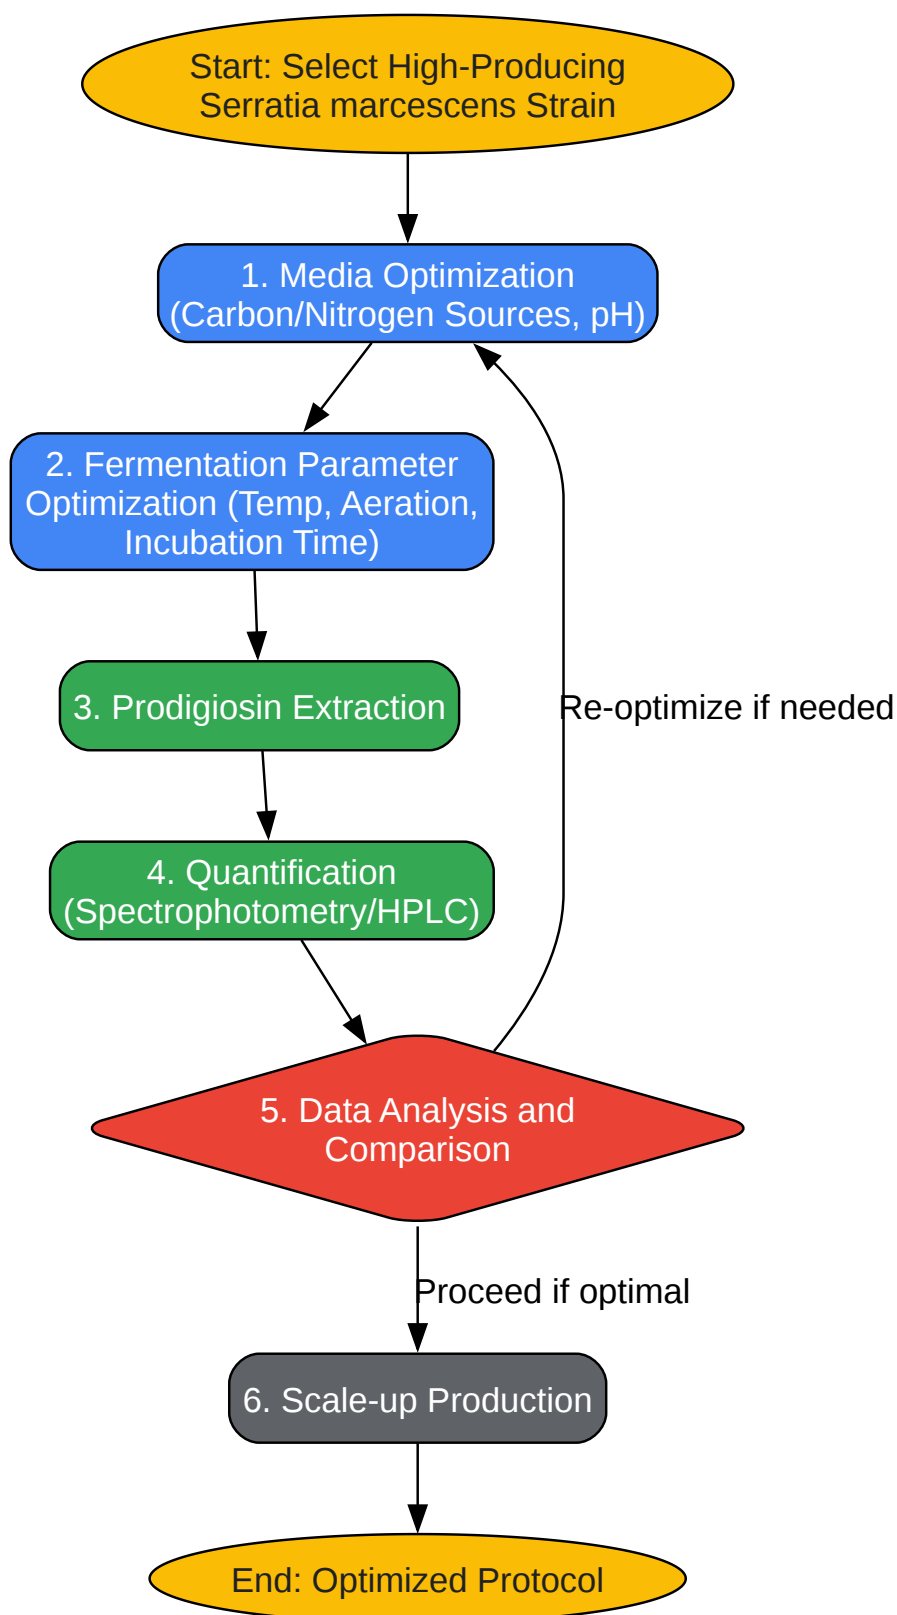 Start: Select High-Producing
Serratia marcescens Strain
1. Media Optimization
(Carbon/Nitrogen Sources, pH)
2. Fermentation Parameter
Optimization (Temp, Aeration,
Incubation Time)
3. Prodigiosin Extraction
Re-optimize if needed
4. Quantification
(Spectrophotometry/HPLC)
5. Data Analysis and
Comparison
Proceed if optimal
6. Scale-up Production
End: Optimized Protocol